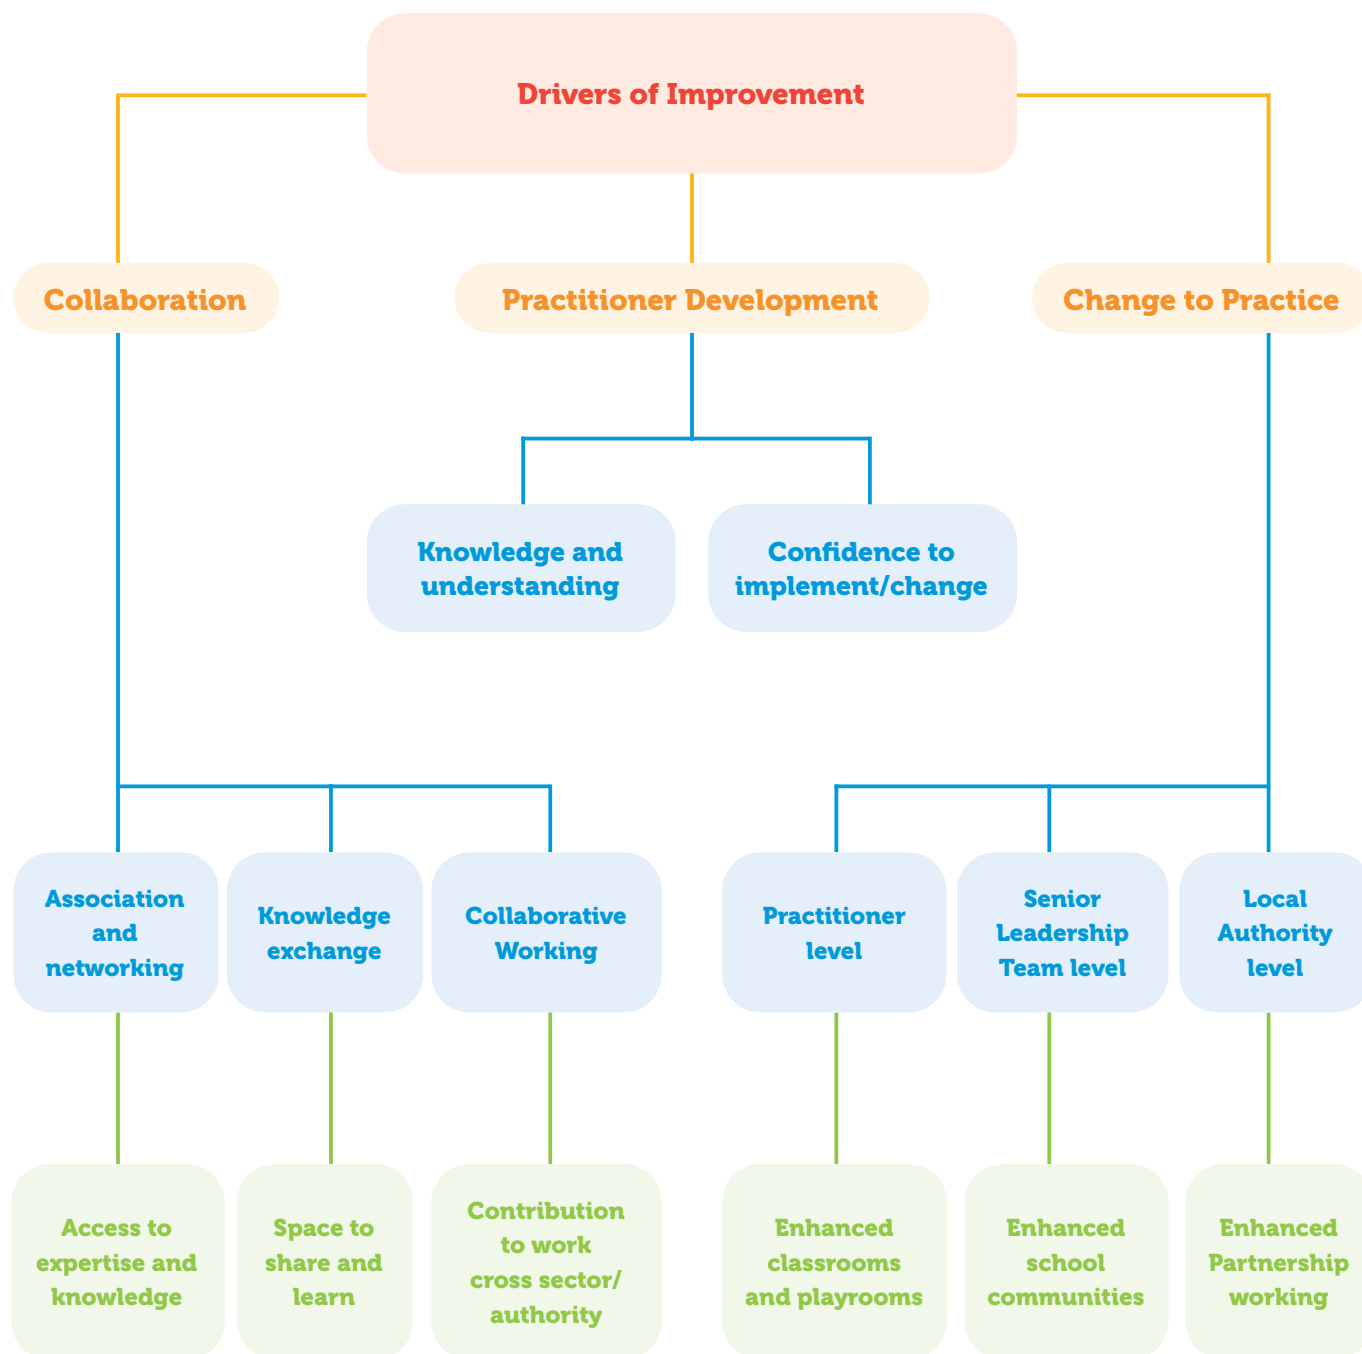 Drivers of Improvement
Collaboration
Practitioner Development
Change to Practice
Knowledge and
understanding
Confidence to
implement/change
Association
and
networking
Knowledge
exchange
Collaborative
Working
Practitioner
level
Senior
Leadership
Team level
Local
Authority
level
Access to
expertise and
knowledge
Space to
share and
learn
Contribution
to work
cross sector/
authority
Enhanced
classrooms
and playrooms
Enhanced
school
communities
Enhanced
Partnership
working